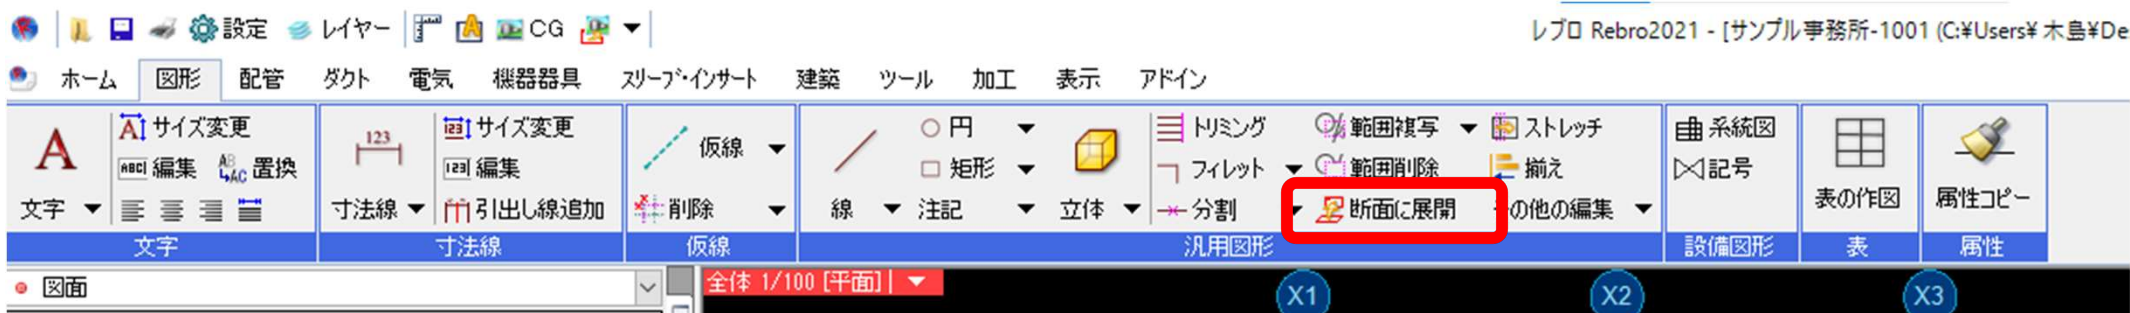 設定 レイヤー CG レブロ Rebro2021 - [サンプル事務所-1001 (C:¥Users¥木島¥De
ホーム 図形 配管 ダクト 電気 機器器具 スリーブ・インサート 建築 ツール 加工 表示 アドイン
A サイズ変更 123 123 サイズ変更 仮線 円 トリミング 範囲複写 ストレッチ 系統図
ABC 編集 AB AC 置換 123 編集 矩形 フィレット 範囲削除 揃え 記号
文字 寸法線 引出し線追加 削除 線 注記 立体 分割 断面に展開 その他の編集 表の作図 属性コピー
文字 寸法線 仮線 汎用図形 設備図形 表 属性
図面 全体 1/100 [平面] X1 X2 X3